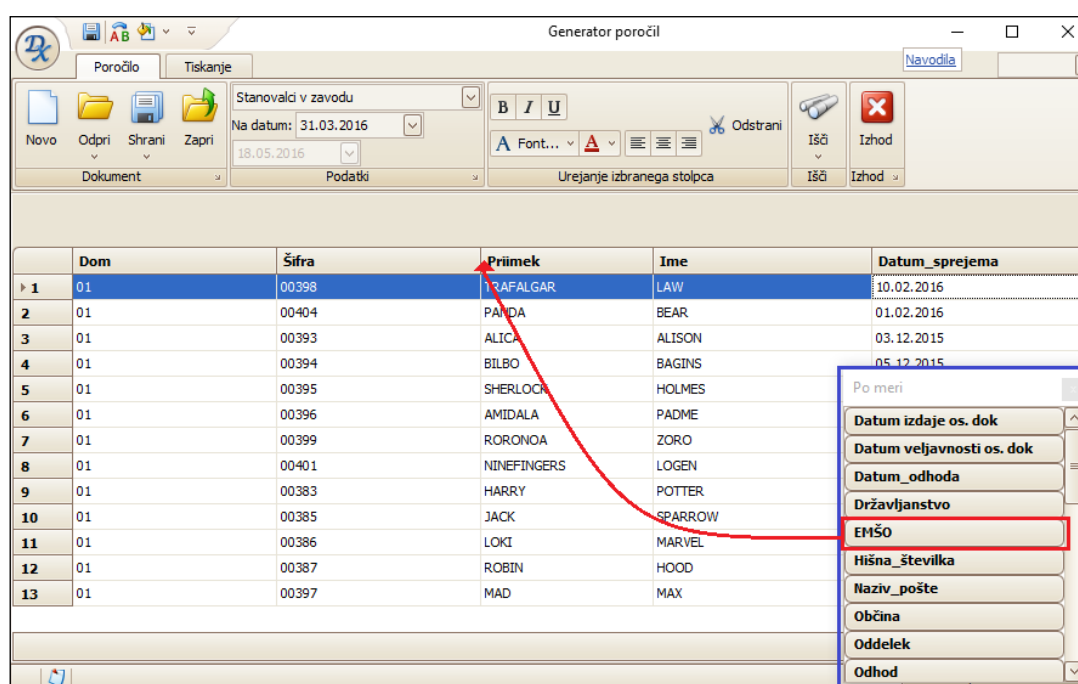 Generator poročil
Navodila
Poročilo Tiskanje
Novo Odpri Shrani Zapri
Dokument
Stanovalci v zavodu
Na datum: 31.03.2016
18.05.2016
Podatki
B I U
A Font... A
Odstrani
Urejanje izbranega stolpca
Išči
Išči
Izhod
Izhod
Dom Šifra Priimek Ime Datum_sprejema
1 01 00398 TRAFALGAR LAW 10.02.2016
2 01 00404 PANDA BEAR 01.02.2016
3 01 00393 ALICA ALISON 03.12.2015
4 01 00394 BILBO BAGINS 05.12.2015
5 01 00395 SHERLOCK HOLMES
6 01 00396 AMIDALA PADME
7 01 00399 RORONOA ZORO
8 01 00401 NINEFINGERS LOGEN
9 01 00383 HARRY POTTER
10 01 00385 JACK SPARROW
11 01 00386 LOKI MARVEL
12 01 00387 ROBIN HOOD
13 01 00397 MAD MAX
Po meri
Datum izdaje os. dok
Datum veljavnosti os. dok
Datum_odhoda
Državljanstvo
EMŠO
Hišna_številka
Naziv_pošte
Občina
Oddelek
Odhod